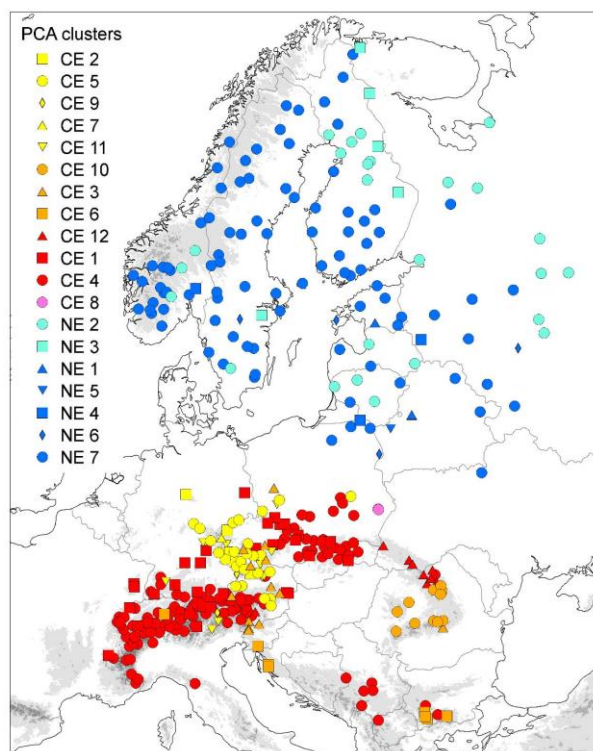 PCA clusters
CE 2
CE 5
CE 9
CE 7
CE 11
CE 10
CE 3
CE 6
CE 12
CE 1
CE 4
CE 8
NE 2
NE 3
NE 1
NE 5
NE 4
NE 6
NE 7